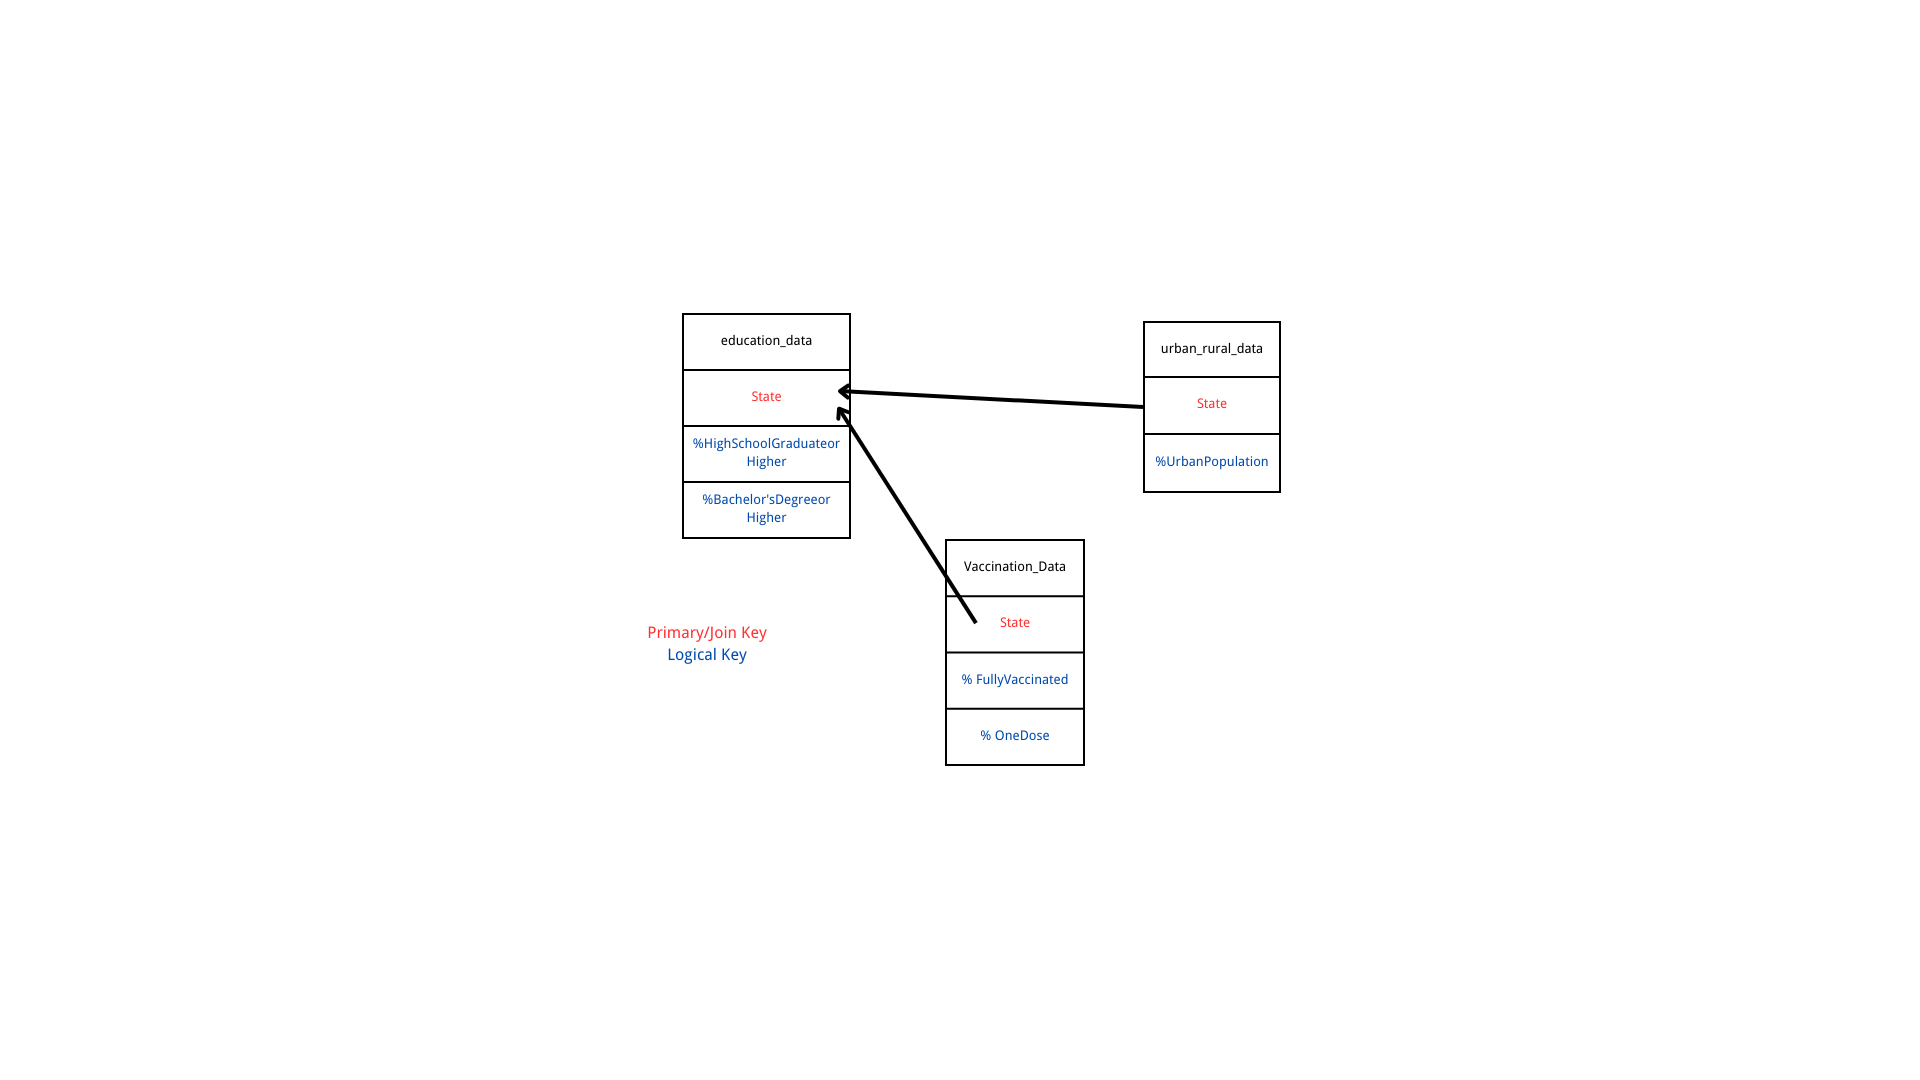 education_data
State
%HighSchoolGraduateor
Higher
%Bachelor'sDegreeor
Higher
urban_rural_data
State
%UrbanPopulation
Vaccination_Data
State
% FullyVaccinated
% OneDose
Primary/Join Key
Logical Key